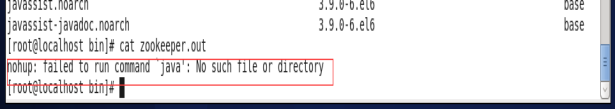 javassist.noarch 3.9.0-6.el6 base
javassist-javadoc.noarch 3.9.0-6.el6 base
[root@localhost bin]# cat zookeeper.out
nohup: failed to run command `java': No such file or directory
[root@localhost bin]#